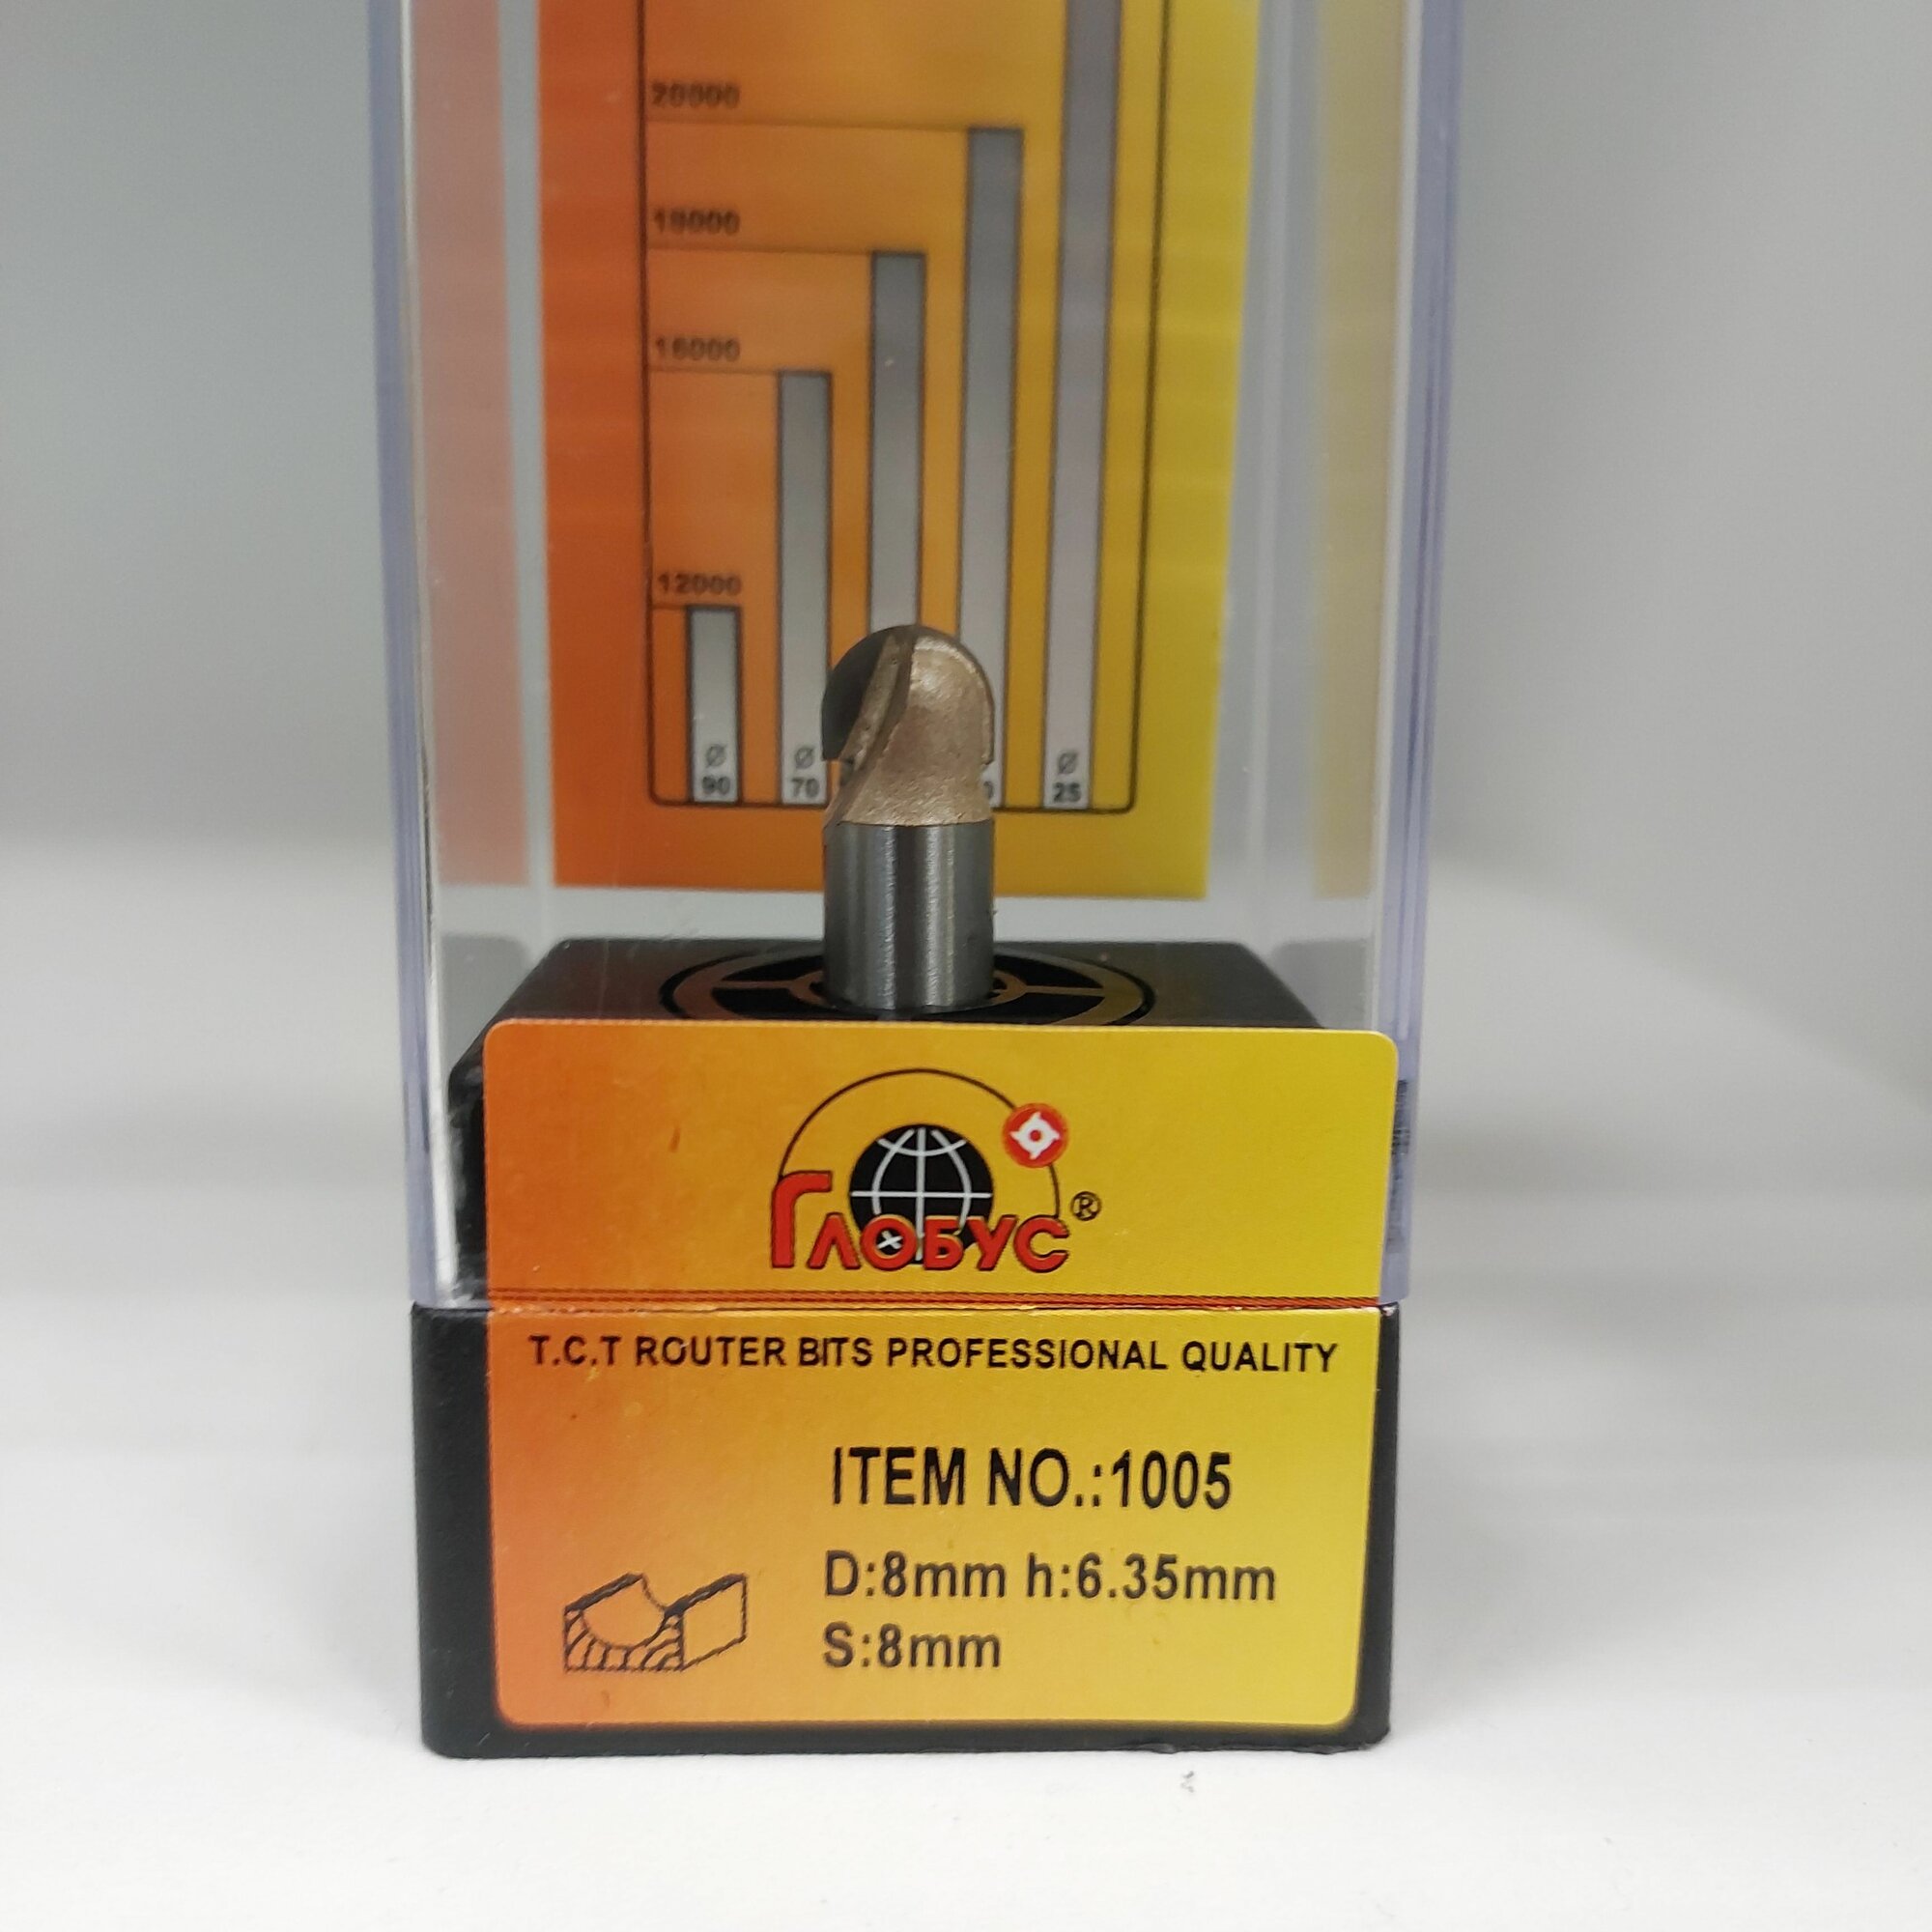 20000
18000
16000
12000
Ø Ø Ø
90 70 0 25
ГЛОБУС ®
T.C.T ROUTER BITS PROFESSIONAL QUALITY
ITEM NO.:1005
D:8mm h:6.35mm
S:8mm